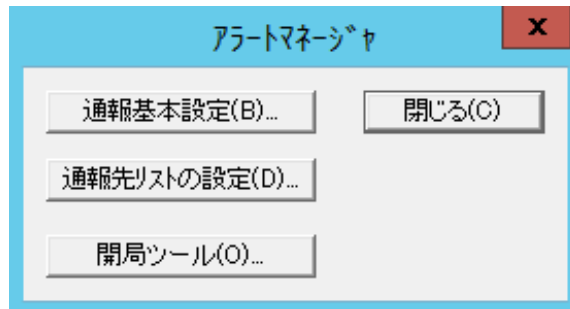 アラートマネーシ゛ャ
通報基本設定(B)...
閉じる(C)
通報先リストの設定(D)...
開局ツール(O)...